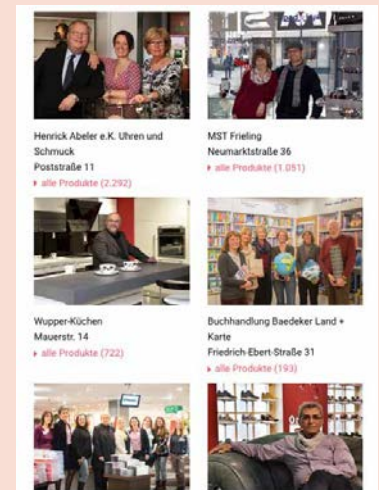 Henrick Abeler e.K. Uhren und
Schmuck
Poststraße 11
alle Produkte (2.292)
MST Frieling
Neumarktstraße 36
alle Produkte (1.051)
Wupper-Küchen
Mauerstr. 14
alle Produkte (722)
Buchhandlung Baedeker Land +
Karte
Friedrich-Ebert-Straße 31
alle Produkte (193)